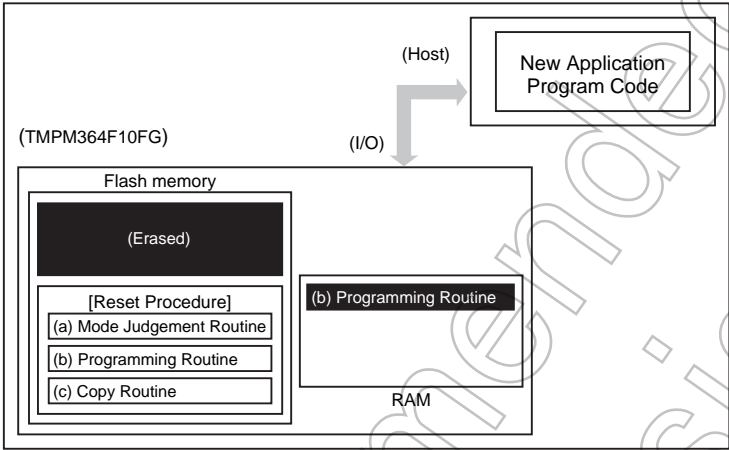 (Host)
New Application
Program Code
(TMPM364F10FG)
(I/O)
Flash memory
(Erased)
[Reset Procedure]
(a) Mode Judgement Routine
(b) Programming Routine
(c) Copy Routine
(b) Programming Routine
RAM